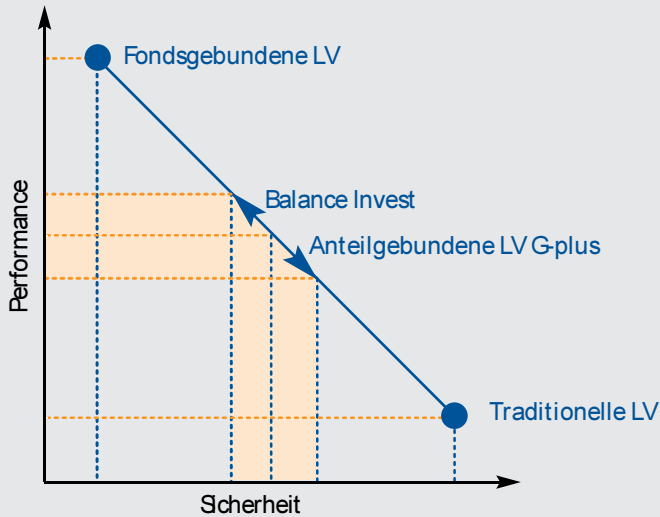 Fondsgebundene LV
Balance Invest
Anteilgebundene LV G-plus
Traditionelle LV
Performance
Sicherheit